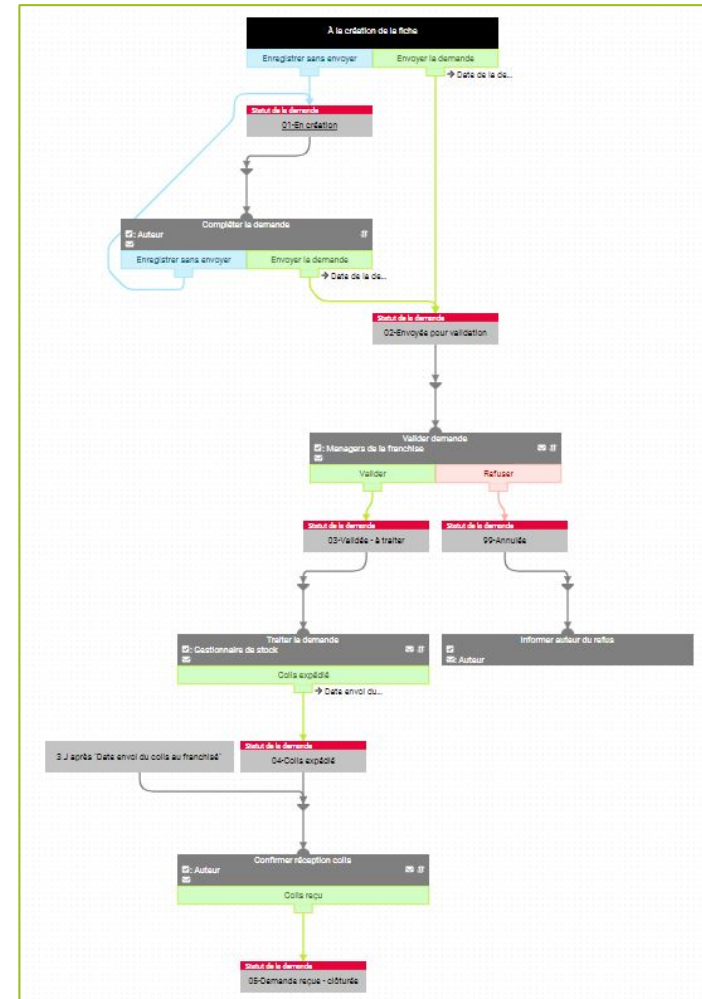 À la création de la fiche
Enregistrer sans envoyer
Envoyer la demande
→ Date de la de...
Statut de la demande
01-En création
Compléter la demande
: Auteur
Enregistrer sans envoyer
Envoyer la demande
→ Date de la de...
Statut de la demande
02-Envoyée pour validation
Valider demande
: Managers de la franchise
Valider
Refuser
Statut de la demande
03-Validée - à traiter
Statut de la demande
99-Annulée
Traiter la demande
: Gestionnaire de stock
Informer auteur du refus
: Auteur
Colis expédié
→ Date envoi du...
3 J après "Date envoi du colis au franchisé"
Statut de la demande
04-Colis expédié
Confirmer réception colis
: Auteur
Colis reçu
Statut de la demande
05-Demande reçue - clôturée